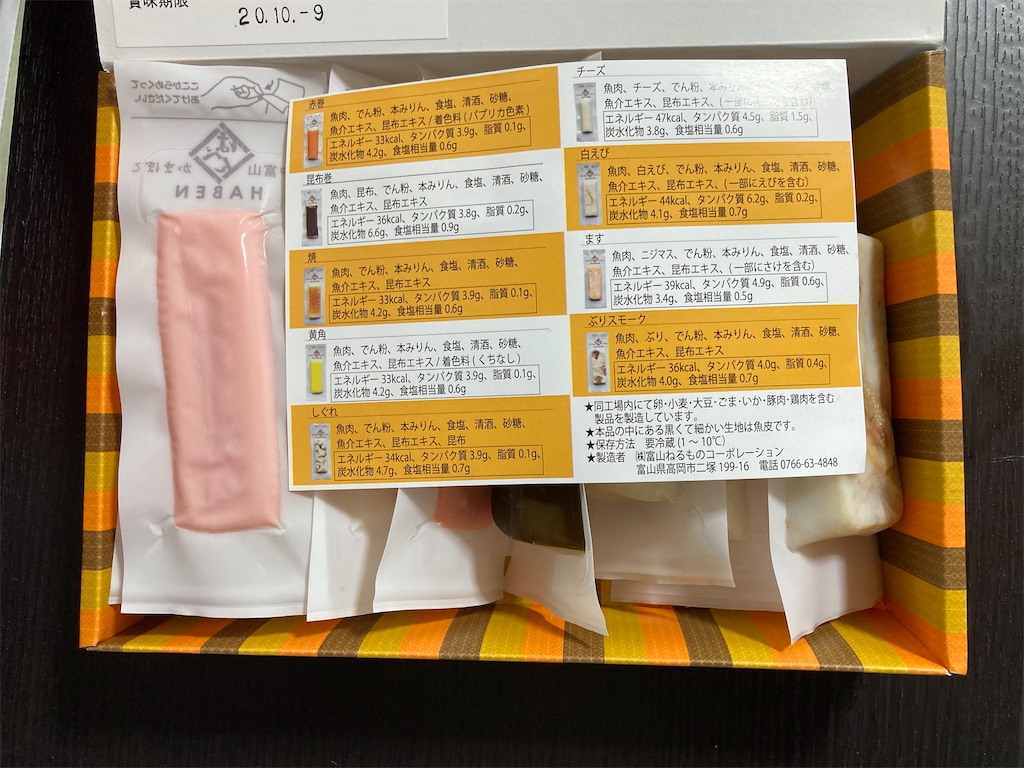 賞味期限
20.10.-9
ここからめくって
あけてください。
富山 かまぼこ
HABEN
赤巻
魚肉、でん粉、本みりん、食塩、清酒、砂糖、
魚介エキス、昆布エキス / 着色料 (パプリカ色素)
エネルギー 33kcal、タンパク質 3.9g、脂質 0.1g、
炭水化物 4.2g、食塩相当量 0.6g
昆布巻
魚肉、昆布、でん粉、本みりん、食塩、清酒、砂糖、
魚介エキス、昆布エキス
エネルギー 36kcal、タンパク質 3.8g、脂質 0.2g、
炭水化物 6.6g、食塩相当量 0.9g
焼
魚肉、でん粉、本みりん、食塩、清酒、砂糖、
魚介エキス、昆布エキス
エネルギー 33kcal、タンパク質 3.9g、脂質 0.1g、
炭水化物 4.2g、食塩相当量 0.6g
黄角
魚肉、でん粉、本みりん、食塩、清酒、砂糖、
魚介エキス、昆布エキス / 着色料 (くちなし)
エネルギー 33kcal、タンパク質 3.9g、脂質 0.1g、
炭水化物 4.2g、食塩相当量 0.6g
しぐれ
魚肉、でん粉、本みりん、食塩、清酒、砂糖、
魚介エキス、昆布エキス、昆布
エネルギー 34kcal、タンパク質 3.9g、脂質 0.1g、
炭水化物 4.7g、食塩相当量 0.7g
チーズ
魚肉、チーズ、でん粉、本みりん、
魚介エキス、昆布エキス、(一部に を含む)
エネルギー 47kcal、タンパク質 4.5g、脂質 1.5g、
炭水化物 3.8g、食塩相当量 0.6g
白えび
魚肉、白えび、でん粉、本みりん、食塩、清酒、砂糖、
魚介エキス、昆布エキス、(一部にえびを含む)
エネルギー 44kcal、タンパク質 6.2g、脂質 0.2g、
炭水化物 4.1g、食塩相当量 0.7g
ます
魚肉、ニジマス、でん粉、本みりん、食塩、清酒、砂糖、
魚介エキス、昆布エキス、(一部にさけを含む)
エネルギー 39kcal、タンパク質 4.9g、脂質 0.6g、
炭水化物 3.4g、食塩相当量 0.5g
ぶりスモーク
魚肉、ぶり、でん粉、本みりん、食塩、清酒、砂糖、
魚介エキス、昆布エキス
エネルギー 36kcal、タンパク質 4.0g、脂質 0.4g、
炭水化物 4.0g、食塩相当量 0.7g
★同工場内にて卵・小麦・大豆・ごま・いか・豚肉・鶏肉を含む
製品を製造しています。
★本品の中にある黒くて細かい生地は魚皮です。
★保存方法 要冷蔵 (1 〜 10℃)
★製造者 ㈱富山ねるものコーポレーション
富山県高岡市二塚 199-16 電話 0766-63-4848